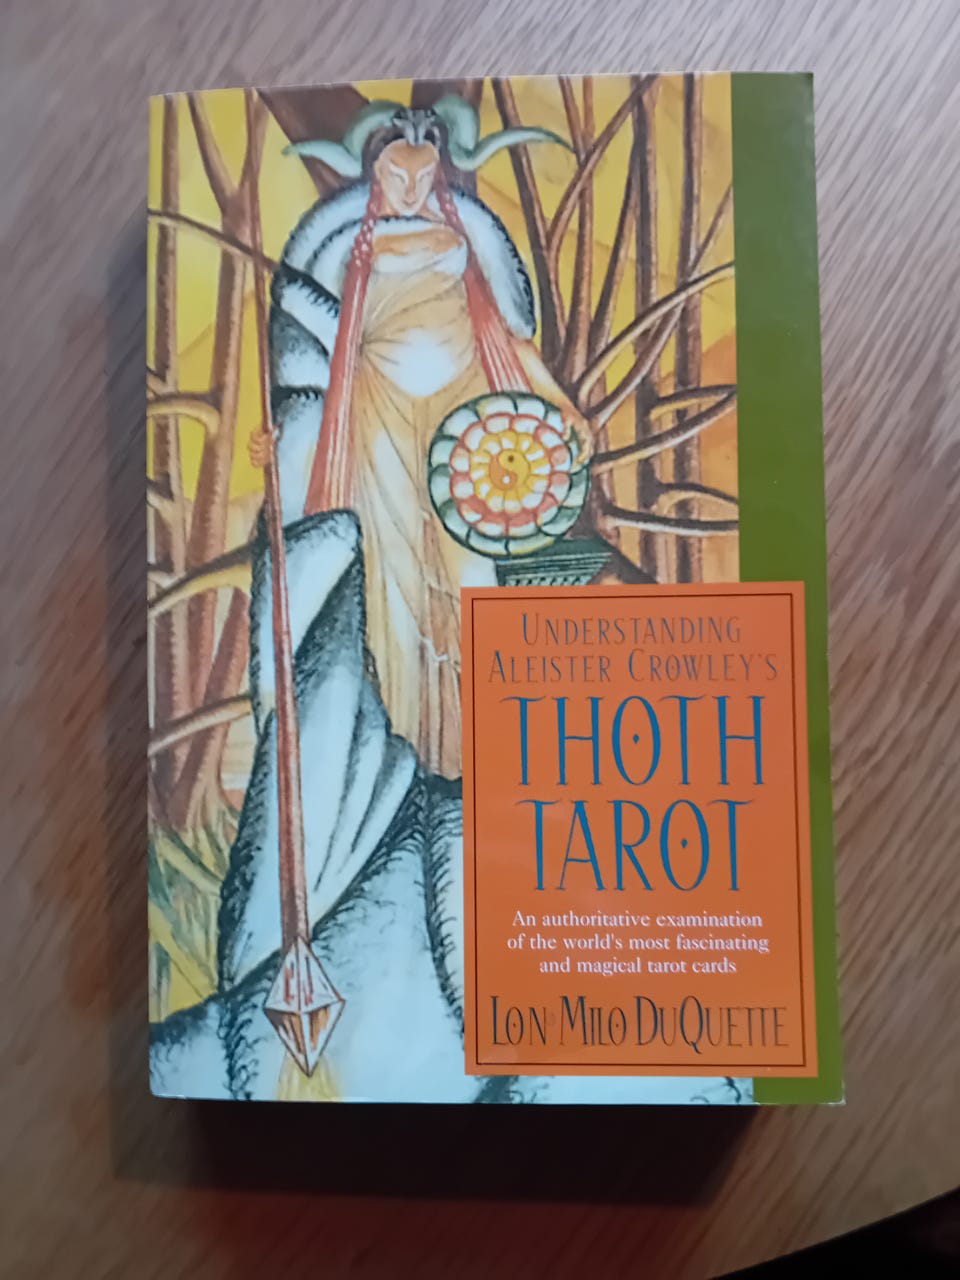 UNDERSTANDING
ALEISTER CROWLEY'S
THOTH
TAROT
An authoritative examination
of the world's most fascinating
and magical tarot cards
LON MILO DUQUETTE